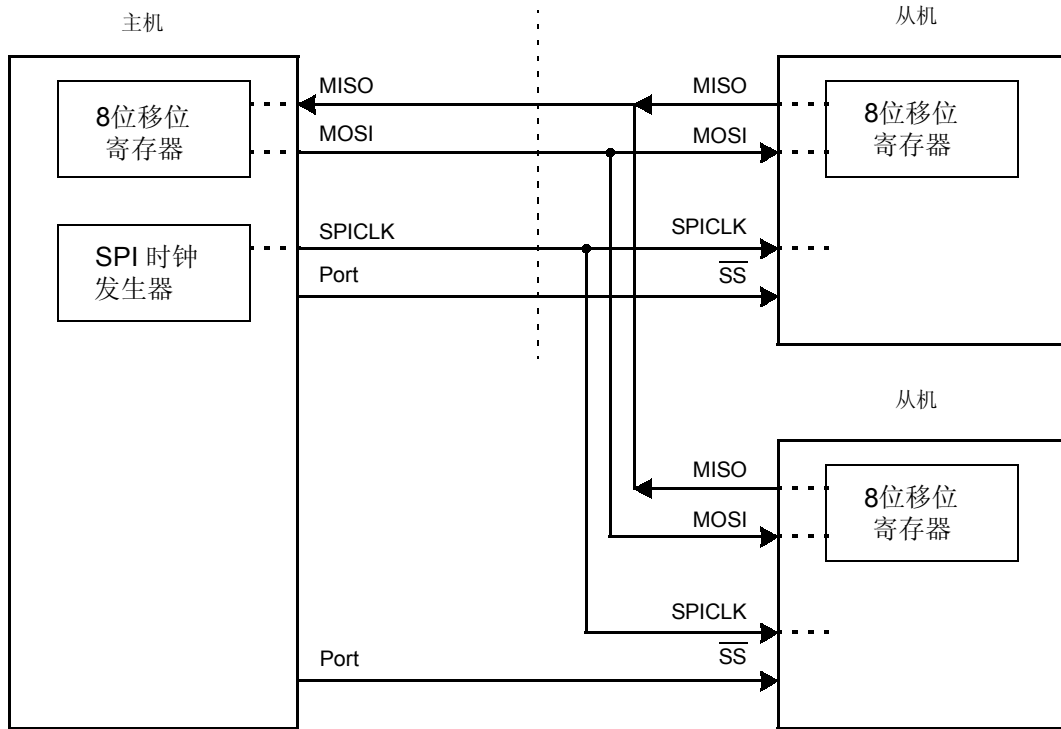 主机
从机
8位移位
寄存器
MISO
MOSI
MISO
MOSI
8位移位
寄存器
SPI 时钟
发生器
SPICLK
Port
SPICLK
SS
从机
MISO
MOSI
8位移位
寄存器
SPICLK
Port
SS